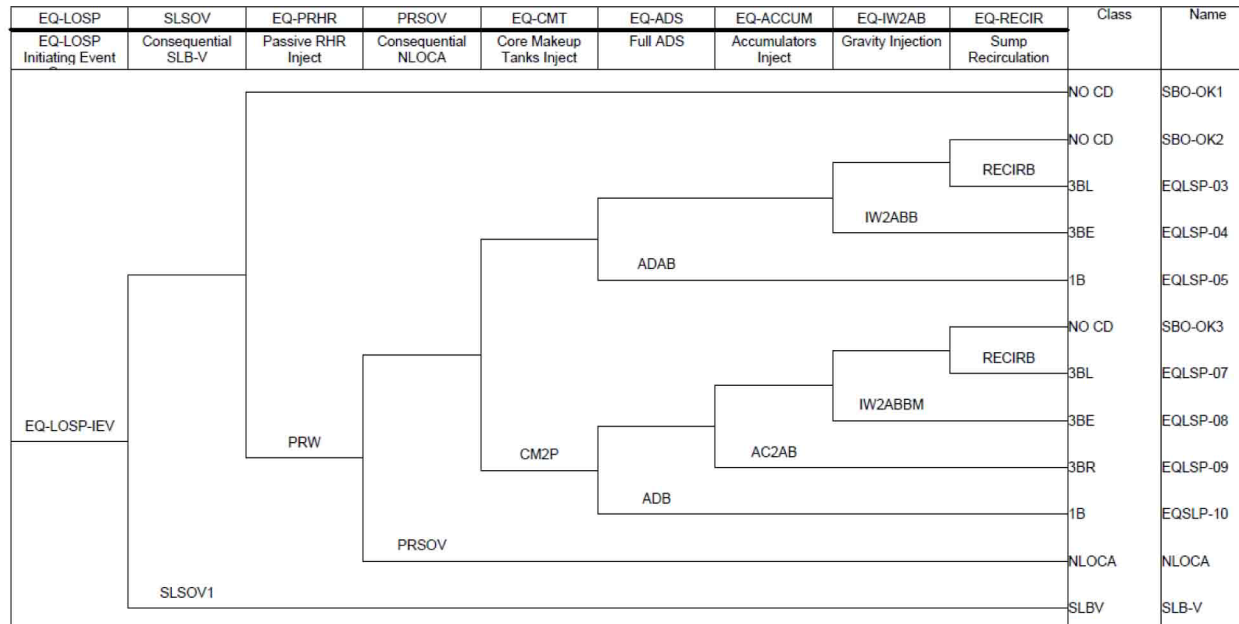 EQ-LOSP SLSOV EQ-PRHR PRSOV EQ-CMT EQ-ADS EQ-ACCUM EQ-IW2AB EQ-RECIR Class Name
EQ-LOSP Consequential Passive RHR Consequential Core Makeup Full ADS Accumulators Gravity Injection Sump
Initiating Event SLB-V Inject NLOCA Tanks Inject Inject Recirculation
NO CD SBO-OK1
NO CD SBO-OK2
RECIRB
3BL EQLSP-03
IW2ABB
3BE EQLSP-04
ADAB
1B EQLSP-05
NO CD SBO-OK3
RECIRB
3BL EQLSP-07
IW2ABBM
3BE EQLSP-08
EQ-LOSP-IEV
PRW
CM2P
AC2AB
3BR EQLSP-09
ADB
1B EQSLP-10
PRSOV
NLOCA NLOCA
SLSOV1
SLBV SLB-V